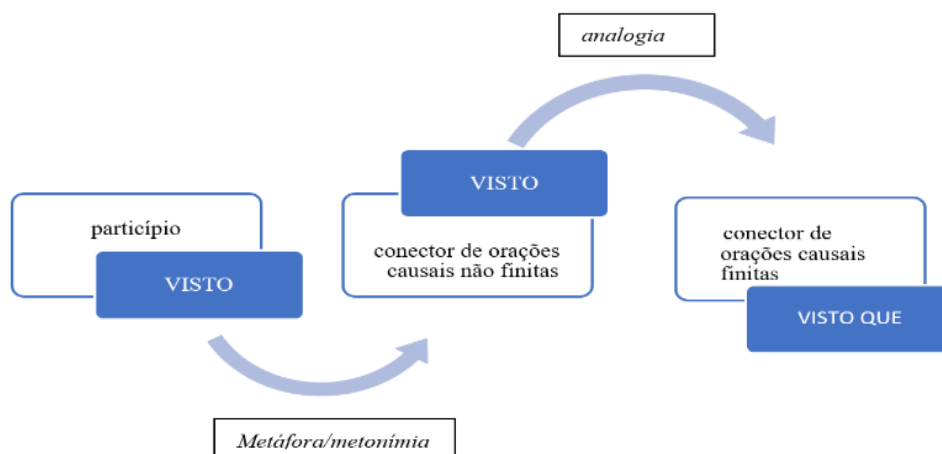 analogia
VISTO
particípio
conector de orações
causais não finitas
VISTO
conector de
orações causais
finitas
VISTO QUE
Metáfora/metonímia